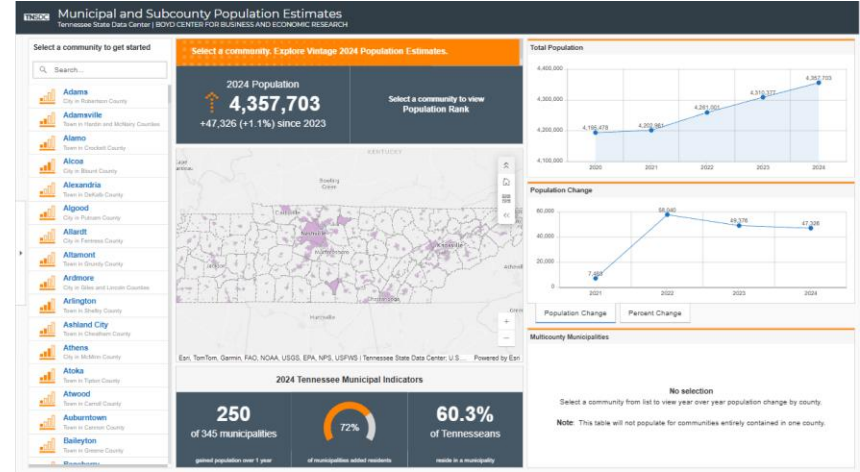 TNSDC
Municipal and Subcounty Population Estimates
Tennessee State Data Center | BOYD CENTER FOR BUSINESS AND ECONOMIC RESEARCH
Select a community to get started
Search...
Adams
City in Robertson County
Adamsville
Town in Hardin and McNairy Counties
Alamo
Town in Crockett County
Alcoa
City in Blount County
Alexandria
Town in DeKalb County
Algood
City in Putnam County
Allardt
City in Fentress County
Altamont
Town in Grundy County
Ardmore
City in Giles and Lincoln Counties
Arlington
Town in Shelby County
Ashland City
Town in Cheatham County
Athens
City in McMinn County
Atoka
Town in Tipton County
Atwood
Town in Carroll County
Auburntown
Town in Cannon County
Baileyton
Town in Greene County
Select a community. Explore Vintage 2024 Population Estimates.
2024 Population
4,357,703
+47,326 (+1.1%) since 2023
Select a community to view
Population Rank
KENTUCKY
Bowling
Green
Clarksville
Nashville
Murfreesboro
Knoxville
Jackson
Chattanooga
Huntsville
Esri, TomTom, Garmin, FAO, NOAA, USGS, EPA, NPS, USFWS | Tennessee State Data Center, U.S.... Powered by Esri
2024 Tennessee Municipal Indicators
250
of 345 municipalities
gained population over 1 year
72%
of municipalities added residents
60.3%
of Tennesseans
reside in a municipality
Total Population
4,400,000
4,300,000
4,200,000
4,100,000
4,357,703
4,310,377
4,261,001
4,202,961
4,195,478
2020 2021 2022 2023 2024
Population Change
60,000
40,000
20,000
0
7,483
58,040
49,376
47,326
2021 2022 2023 2024
Population Change Percent Change
Multicounty Municipalities
No selection
Select a community from list to view year over year population change by county.
Note: This table will not populate for communities entirely contained in one county.